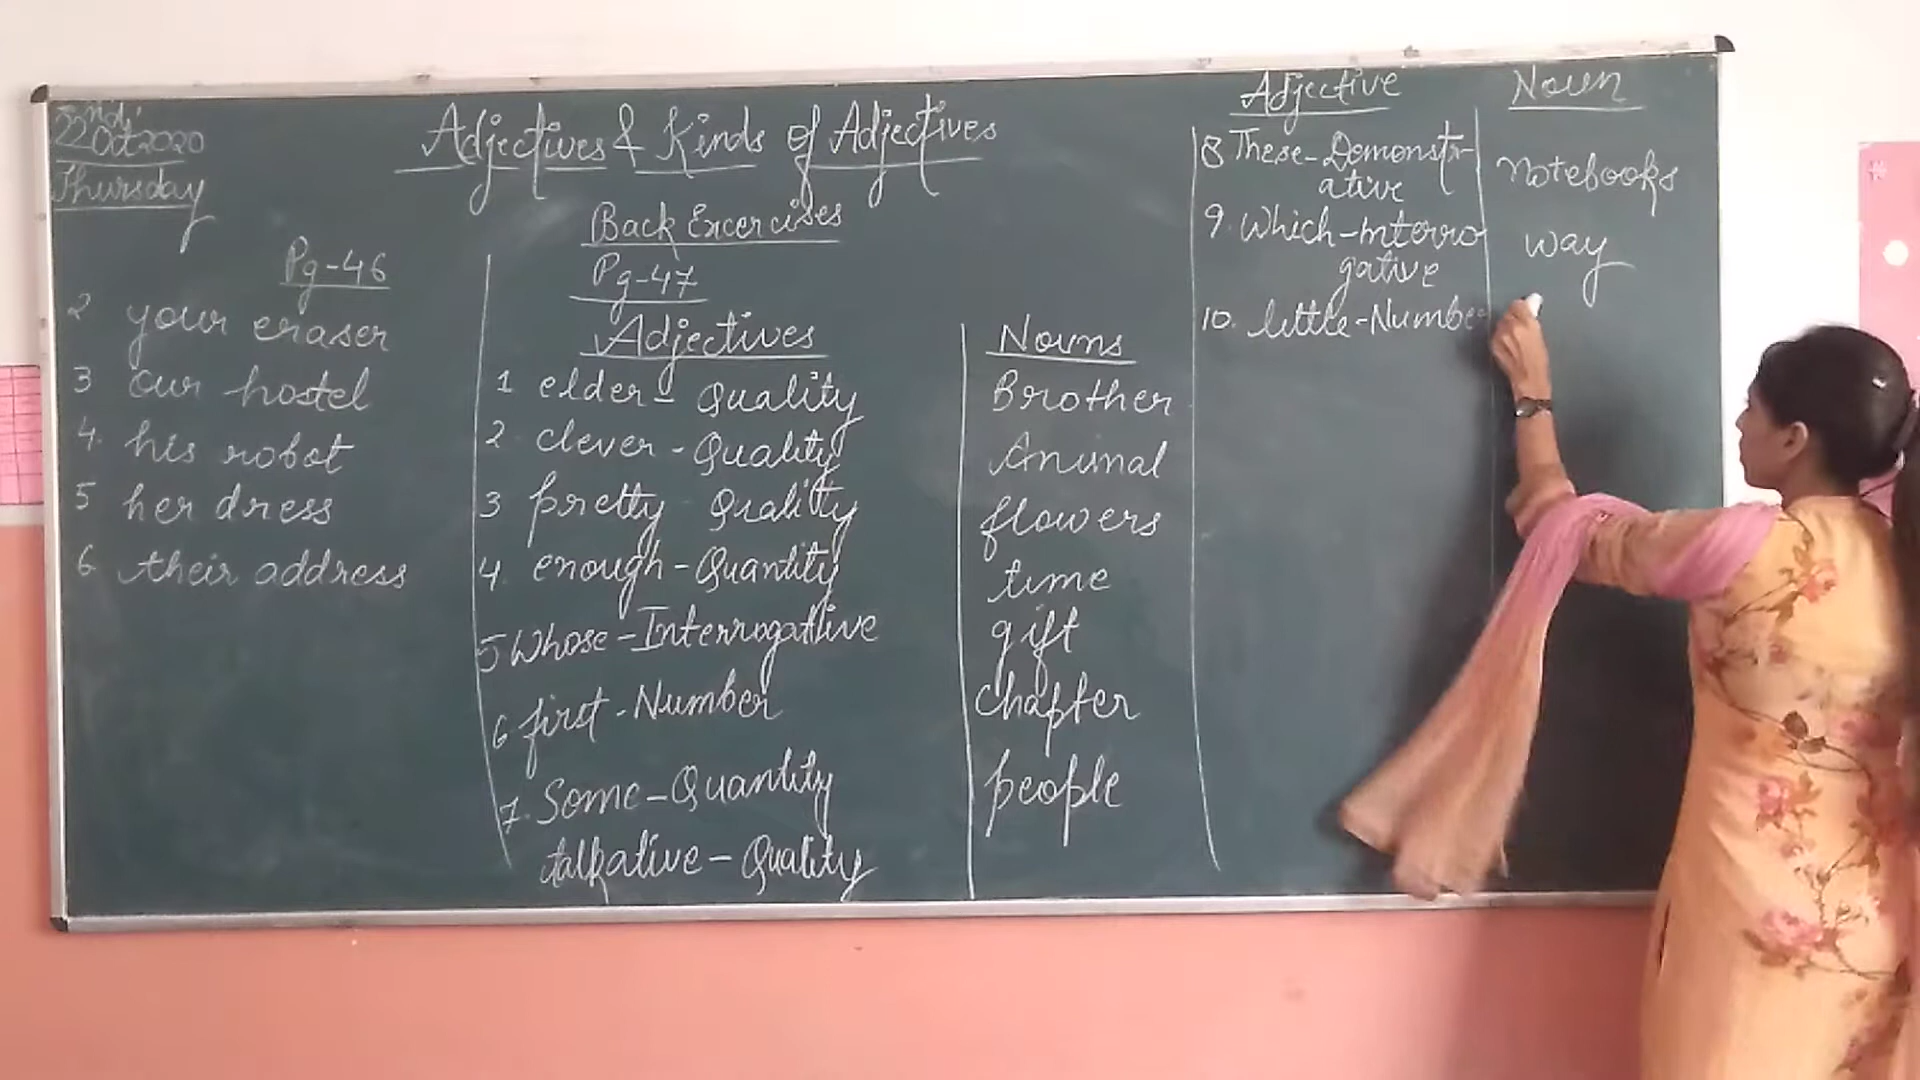 22nd Oct 2020
Thursday
Adjectives & Kinds of Adjectives
Back Excercises
Pg-46
2 your eraser
3 our hostel
4. his robot
5 her dress
6 their address
Pg-47
Adjectives Nouns
1 elder - Quality Brother
2 clever - Quality Animal
3 pretty Quality flowers
4. enough - Quantity time
5 Whose - Interrogative gift
6 first - Number chapter
7. Some - Quantity people
talkative - Quality
Adjective Noun
8 These - Demonstr-
ative notebooks
9. Which - Interro
gative way
10. little - Number